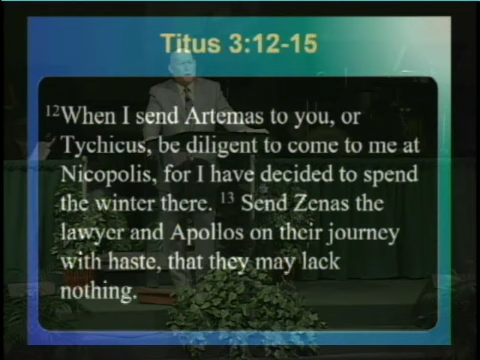 Titus 3:12-15
12When I send Artemas to you, or
Tychicus, be diligent to come to me at
Nicopolis, for I have decided to spend
the winter there. 13 Send Zenas the
lawyer and Apollos on their journey
with haste, that they may lack
nothing.